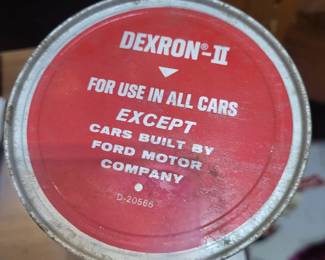 DEXRON®-II
FOR USE IN ALL CARS
EXCEPT
CARS BUILT BY
FORD MOTOR
COMPANY
D-20566